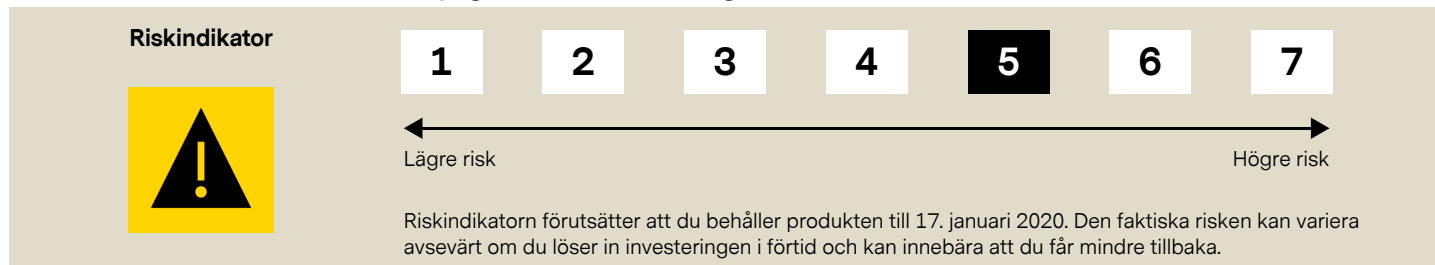 Riskindikator
1 2 3 4 5 6 7
Lägre risk Högre risk
Riskindikatorn förutsätter att du behåller produkten till 17. januari 2020. Den faktiska risken kan variera
avsevärt om du löser in investeringen i förtid och kan innebära att du får mindre tillbaka.